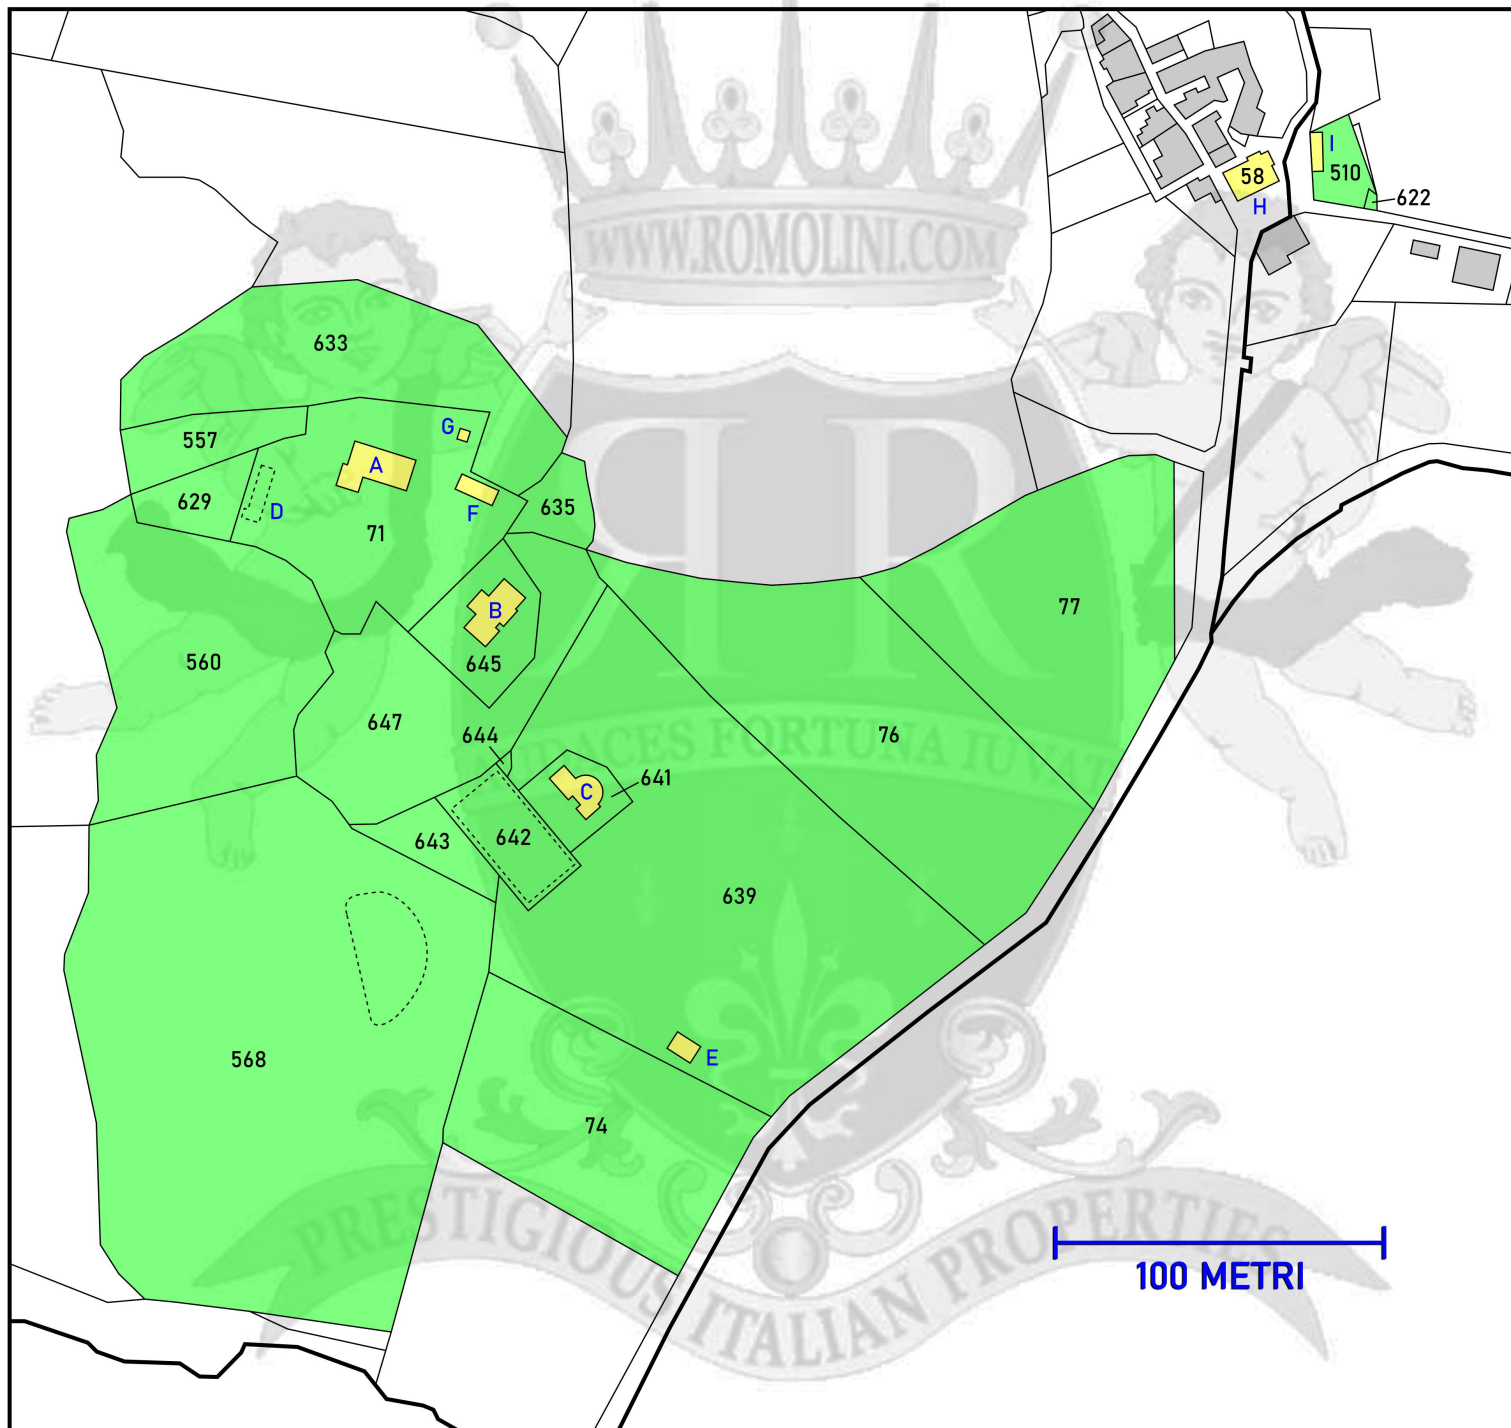 I
58
510
622
H
WWW.ROMOLINI.COM
633
G
557
A
629
D
F
635
71
B
77
560
645
647
644
76
AUDACES FORTUNA IUVAT
641
C
643
642
639
E
568
74
PRESTIGIOUS ITALIAN PROPERTIES
100 METRI